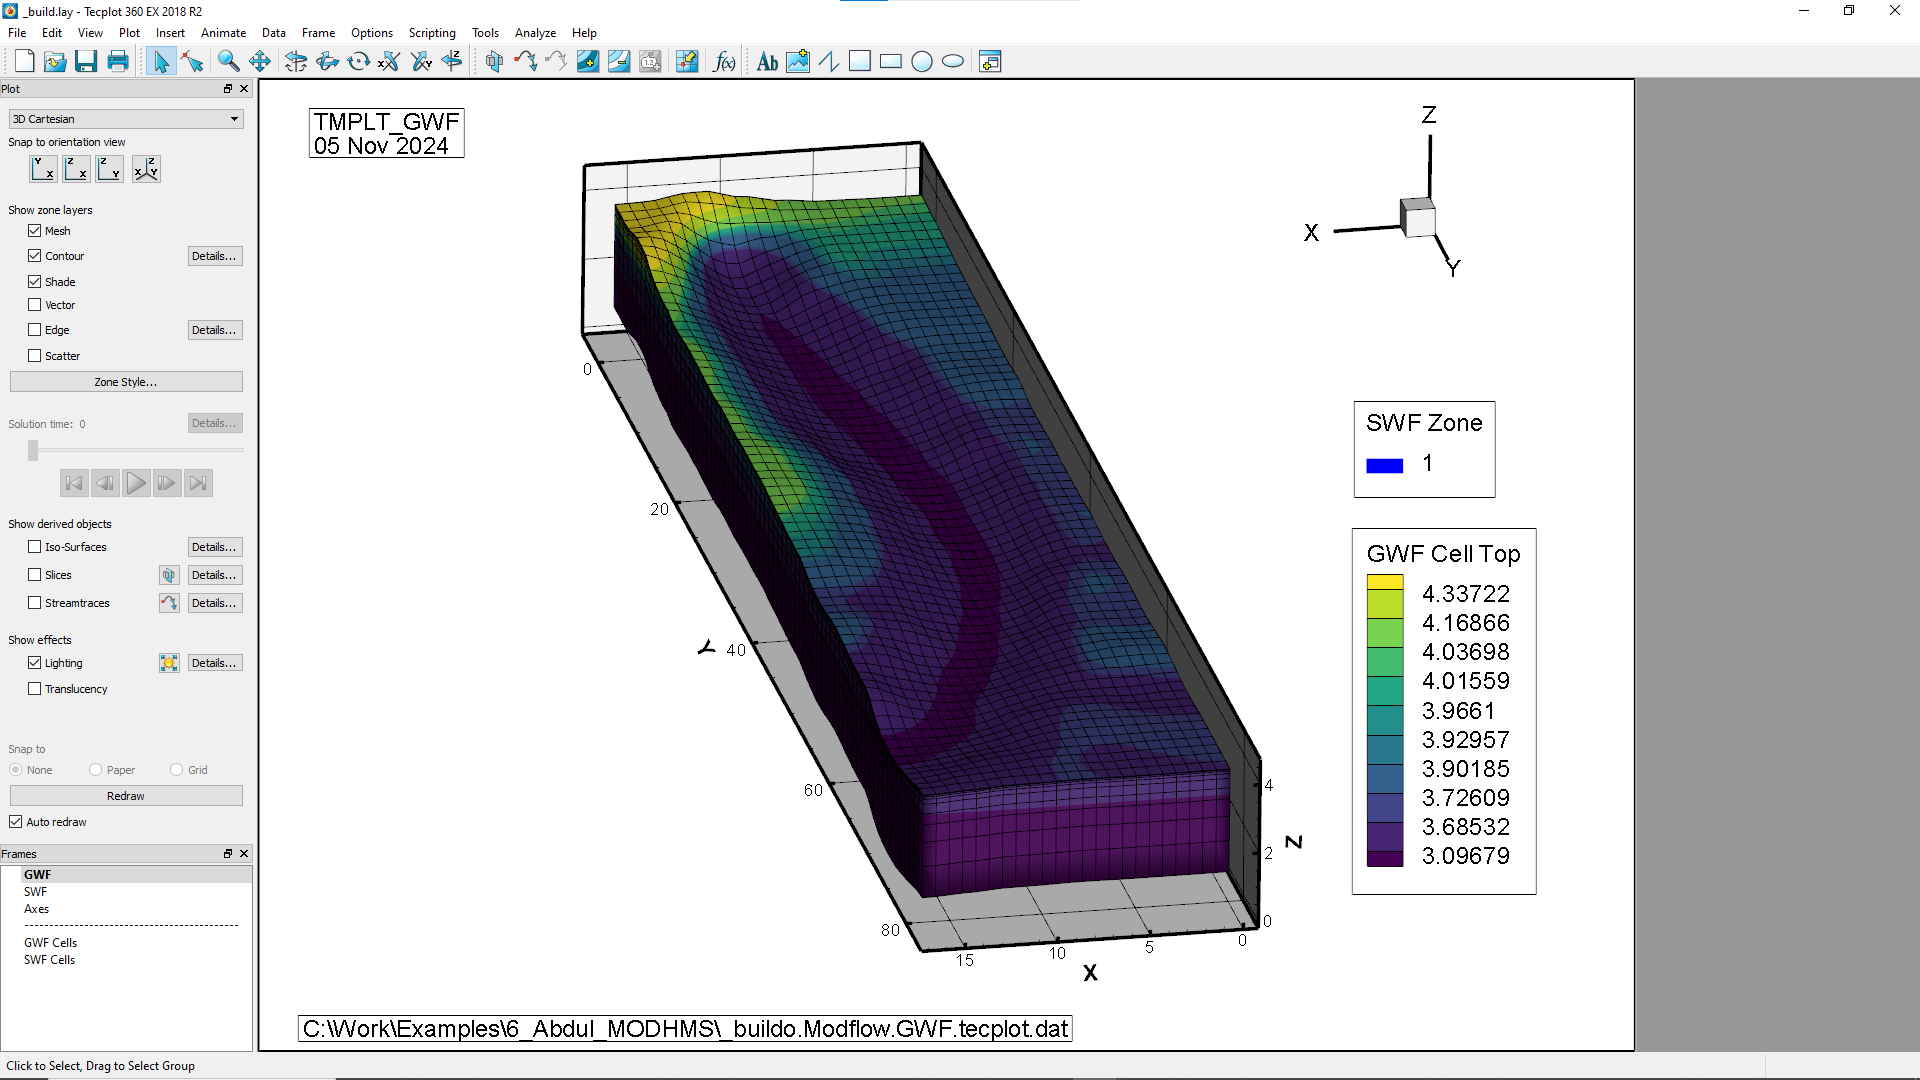 _build.lay - Tecplot 360 EX 2018 R2
File Edit View Plot Insert Animate Data Frame Options Scripting Tools Analyze Help
Plot
3D Cartesian
Snap to orientation view
Show zone layers
Mesh
Contour Details...
Shade
Vector
Edge Details...
Scatter
Zone Style...
Solution time: 0 Details...
Show derived objects
Iso-Surfaces Details...
Slices Details...
Streamtraces Details...
Show effects
Lighting Details...
Translucency
Snap to
None Paper Grid
Redraw
Auto redraw
Frames
GWF
SWF
Axes
GWF Cells
SWF Cells
Click to Select, Drag to Select Group
TMPLT_GWF
05 Nov 2024
Z
X
Y
0
20
Y 40
60
80
15 10 5 0
X
4
2
0
Z
SWF Zone
1
GWF Cell Top
4.33722
4.16866
4.03698
4.01559
3.9661
3.92957
3.90185
3.72609
3.68532
3.09679
C:\Work\Examples\6_Abdul_MODHMS\_buildo.Modflow.GWF.tecplot.dat